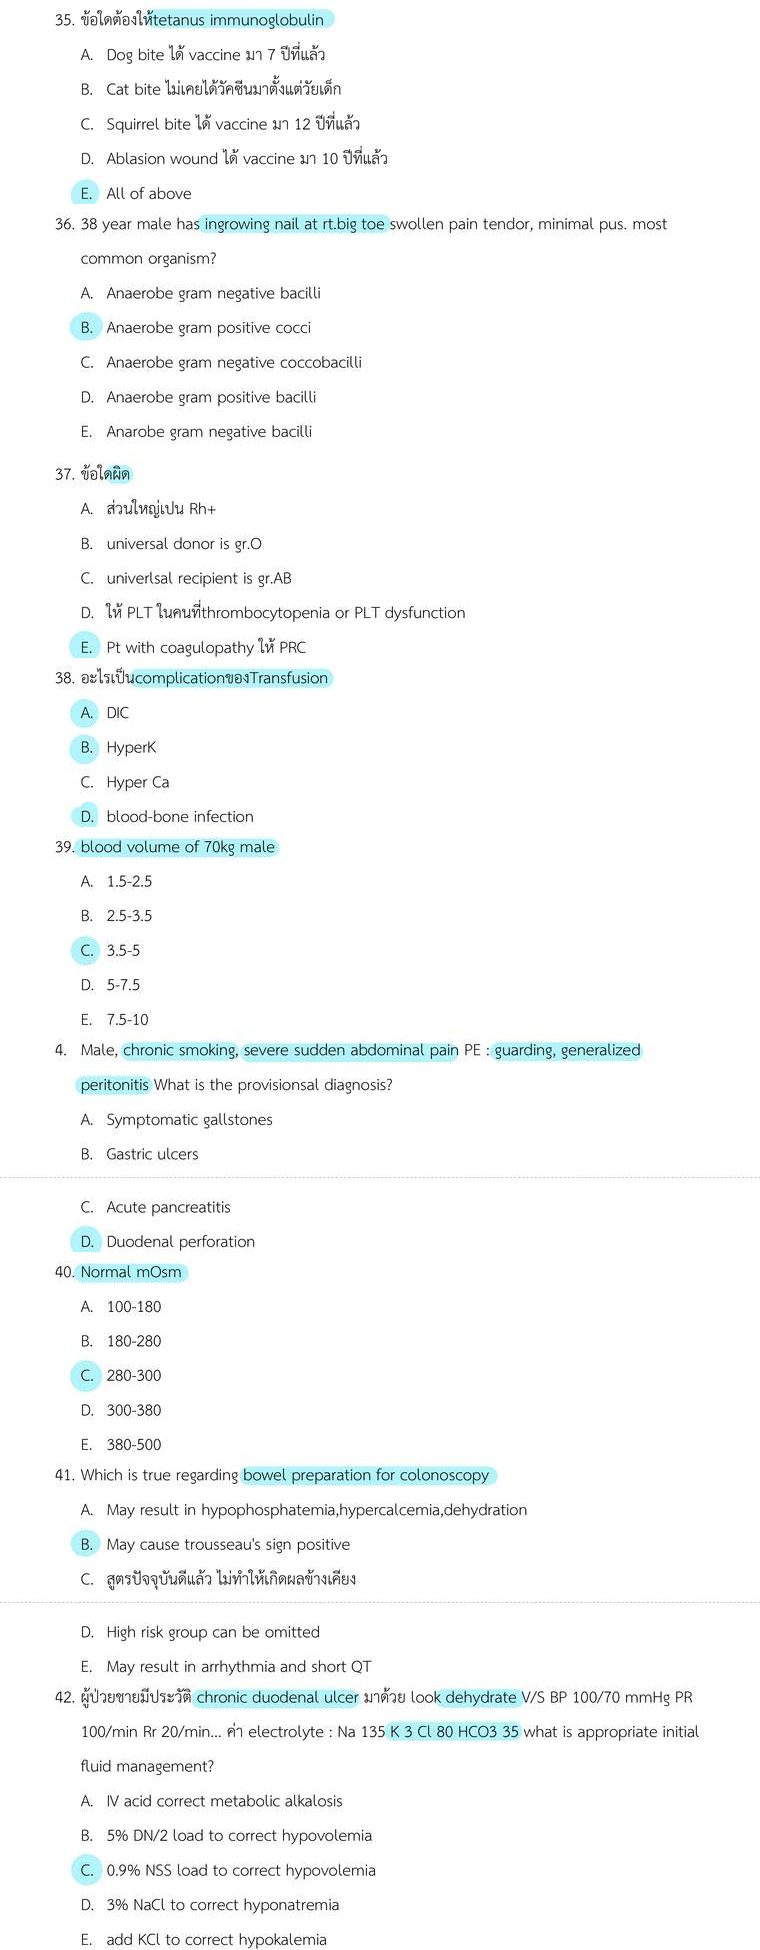 35. ข้อใดต้องให้tetanus immunoglobulin
A. Dog bite ได้ vaccine มา 7 ปีที่แล้ว
B. Cat bite ไม่เคยได้วัคซีนมาตั้งแต่วัยเด็ก
C. Squirrel bite ได้ vaccine มา 12 ปีที่แล้ว
D. Ablasion wound ได้ vaccine มา 10 ปีที่แล้ว
E. All of above
36. 38 year male has ingrowing nail at rt.big toe swollen pain tendor, minimal pus. most
common organism?
A. Anaerobe gram negative bacilli
B. Anaerobe gram positive cocci
C. Anaerobe gram negative coccobacilli
D. Anaerobe gram positive bacilli
E. Anarobe gram negative bacilli
37. ข้อใดผิด
A. ส่วนใหญ่เปน Rh+
B. universal donor is gr.O
C. univerlsal recipient is gr.AB
D. ให้ PLT ในคนที่thrombocytopenia or PLT dysfunction
E. Pt with coagulopathy ให้ PRC
38. อะไรเป็นcomplicationของTransfusion
A. DIC
B. HyperK
C. Hyper Ca
D. blood-bone infection
39. blood volume of 70kg male
A. 1.5-2.5
B. 2.5-3.5
C. 3.5-5
D. 5-7.5
E. 7.5-10
4. Male, chronic smoking, severe sudden abdominal pain PE : guarding, generalized
peritonitis What is the provisionsal diagnosis?
A. Symptomatic gallstones
B. Gastric ulcers
C. Acute pancreatitis
D. Duodenal perforation
40. Normal mOsm
A. 100-180
B. 180-280
C. 280-300
D. 300-380
E. 380-500
41. Which is true regarding bowel preparation for colonoscopy
A. May result in hypophosphatemia,hypercalcemia,dehydration
B. May cause trousseau's sign positive
C. สูตรปัจจุบันดีแล้ว ไม่ทำให้เกิดผลข้างเคียง
D. High risk group can be omitted
E. May result in arrhythmia and short QT
42. ผู้ป่วยชายมีประวัติ chronic duodenal ulcer มาด้วย look dehydrate V/S BP 100/70 mmHg PR
100/min Rr 20/min... ค่า electrolyte : Na 135 K 3 Cl 80 HCO3 35 what is appropriate initial
fluid management?
A. IV acid correct metabolic alkalosis
B. 5% DN/2 load to correct hypovolemia
C. 0.9% NSS load to correct hypovolemia
D. 3% NaCl to correct hyponatremia
E. add KCl to correct hypokalemia